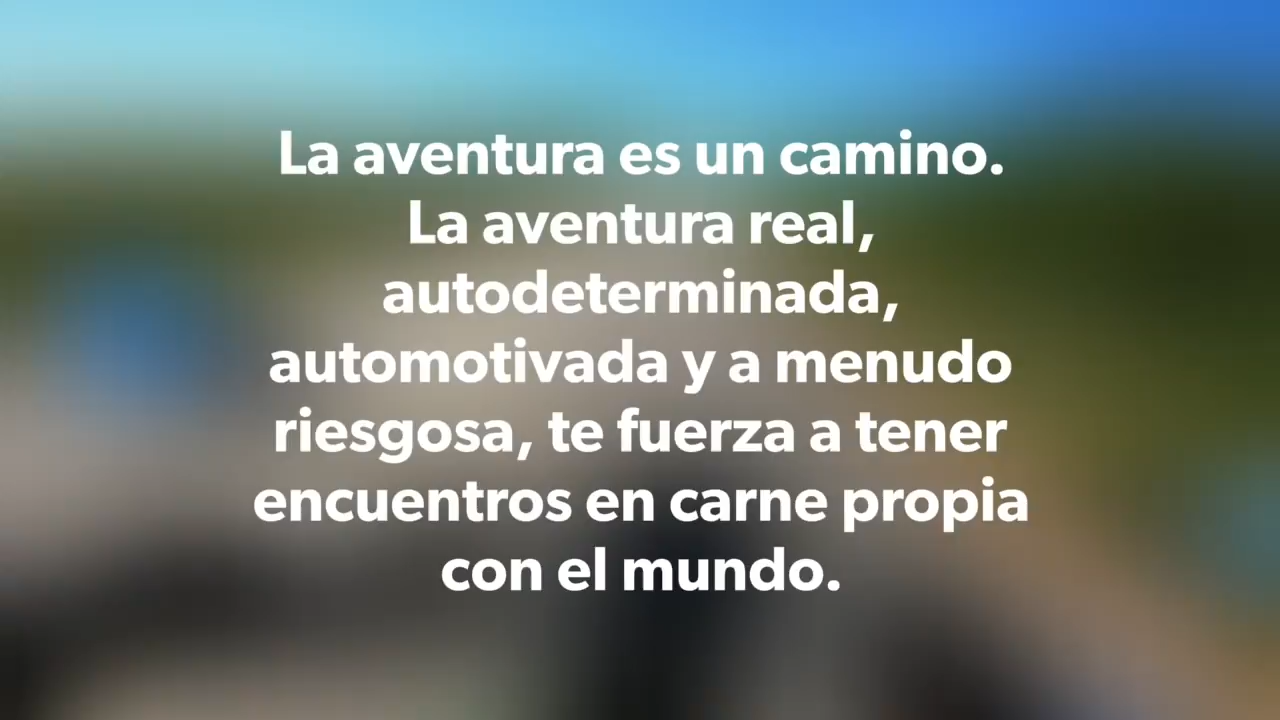 La aventura es un camino.
La aventura real,
autodeterminada,
automotivada y a menudo
riesgosa, te fuerza a tener
encuentros en carne propia
con el mundo.